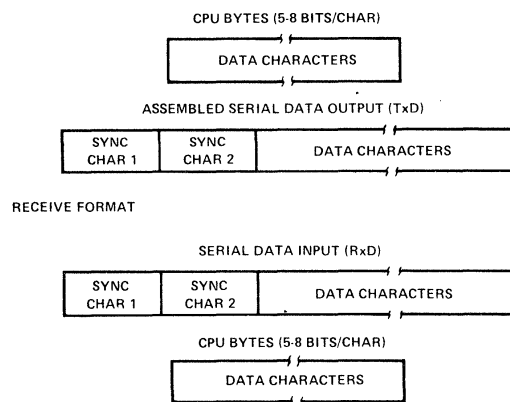 CPU BYTES (5-8 BITS/CHAR)
DATA CHARACTERS
ASSEMBLED SERIAL DATA OUTPUT (TxD)
SYNC CHAR 1
SYNC CHAR 2
DATA CHARACTERS
RECEIVE FORMAT
SERIAL DATA INPUT (RxD)
SYNC CHAR 1
SYNC CHAR 2
DATA CHARACTERS
CPU BYTES (5-8 BITS/CHAR)
DATA CHARACTERS